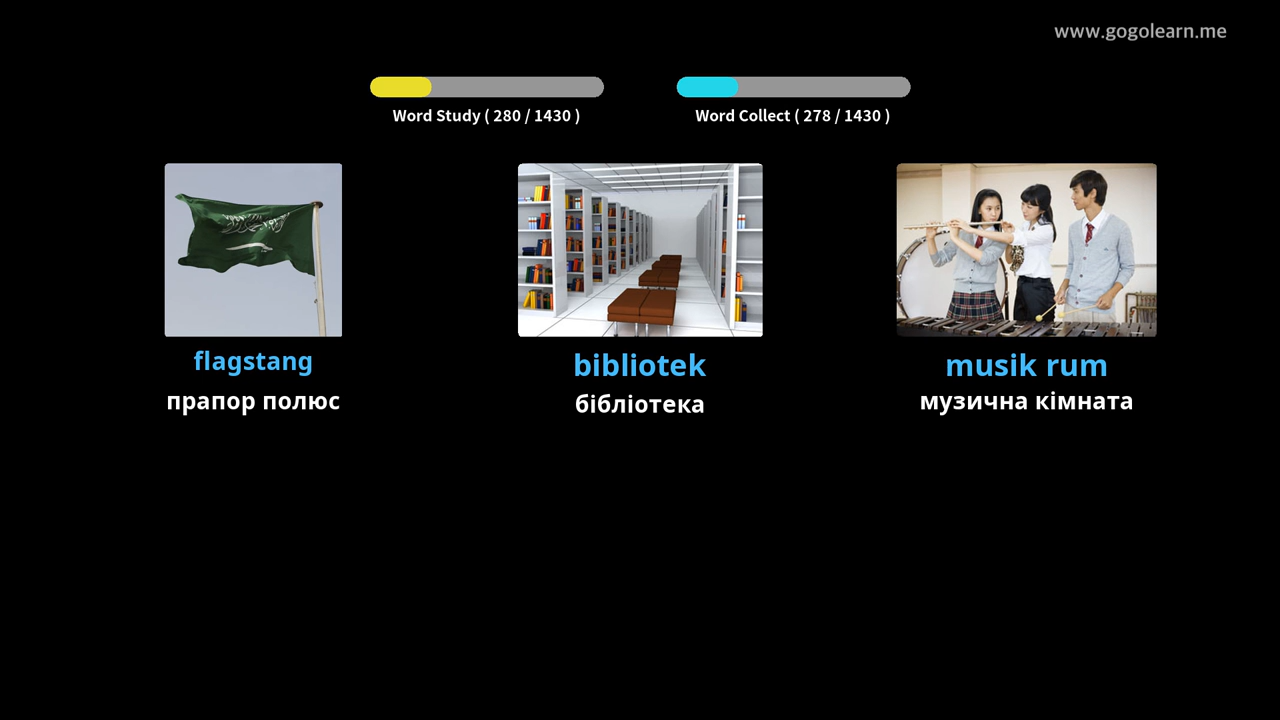 www.gogolearn.me
Word Study ( 280 / 1430 )
Word Collect ( 278 / 1430 )
flagstang
прапор полюс
bibliotek
бібліотека
musik rum
музична кімната